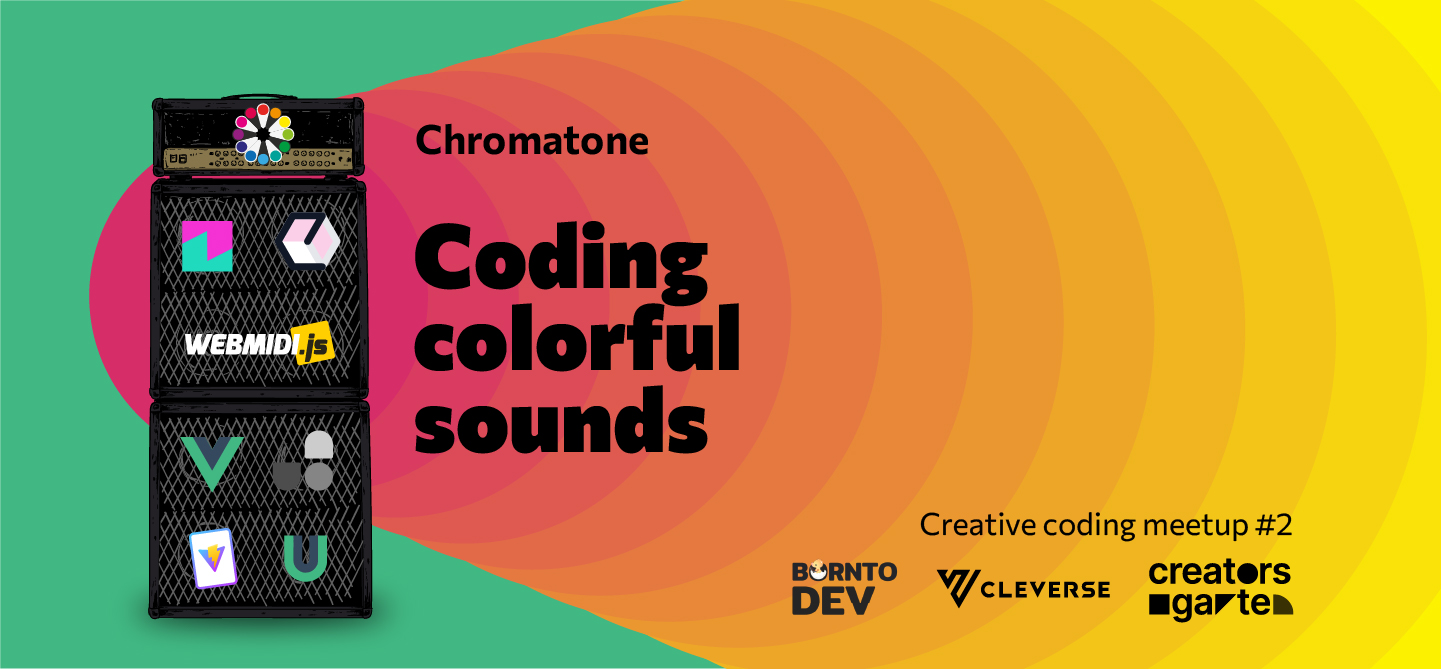 Chromatone
Coding
colorful
sounds
WEBMIDI.js
Creative coding meetup #2
BORNTO
DEV
CLEVERSE
creators
garten